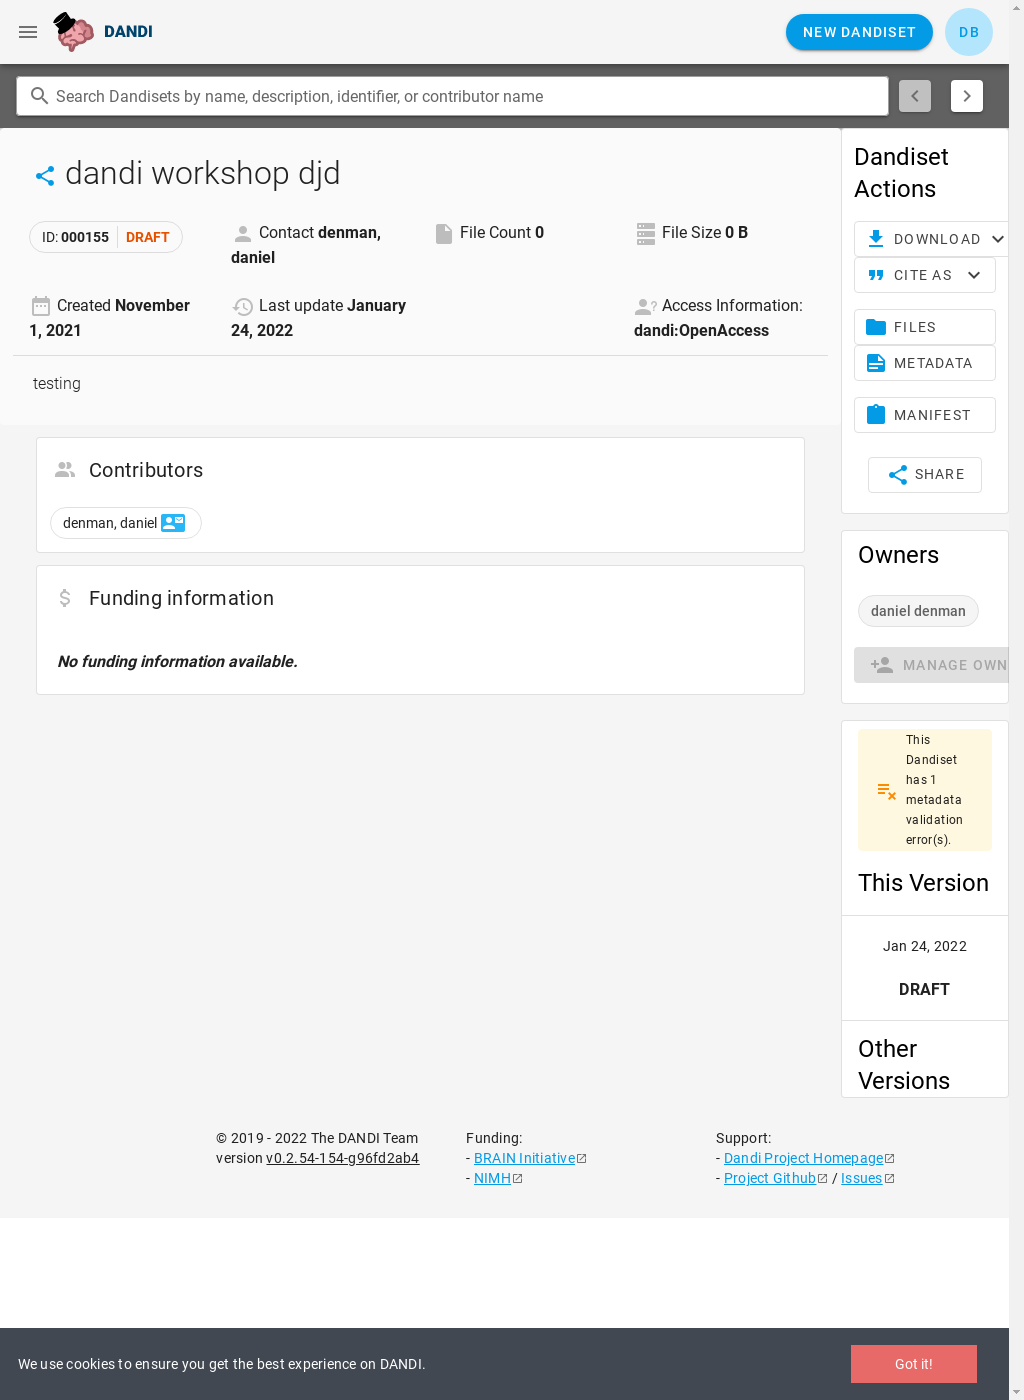 DANDI
NEW DANDISET
DB
Search Dandisets by name, description, identifier, or contributor name
dandi workshop djd
ID: 000155 DRAFT
Contact denman, daniel
File Count 0
File Size 0 B
Created November 1, 2021
Last update January 24, 2022
Access Information: dandi:OpenAccess
testing
Contributors
denman, daniel
Funding information
No funding information available.
Dandiset
Actions
DOWNLOAD
CITE AS
FILES
METADATA
MANIFEST
SHARE
Owners
daniel denman
MANAGE OWN
This
Dandiset
has 1
metadata
validation
error(s).
This Version
Jan 24, 2022
DRAFT
Other
Versions
© 2019 - 2022 The DANDI Team
version v0.2.54-154-g96fd2ab4
Funding:
- BRAIN Initiative
- NIMH
Support:
- Dandi Project Homepage
- Project Github / Issues
We use cookies to ensure you get the best experience on DANDI.
Got it!